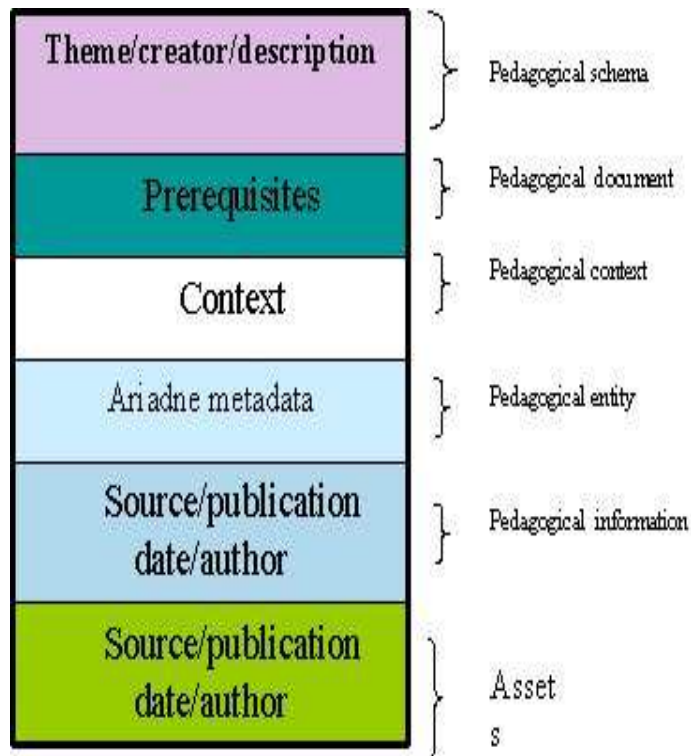 Theme/creator/description
Pedagogical schema
Prerequisites
Pedagogical document
Context
Pedagogical context
Ariadne metadata
Pedagogical entity
Source/publication
date/author
Pedagogical information
Source/publication
date/author
Asset
s